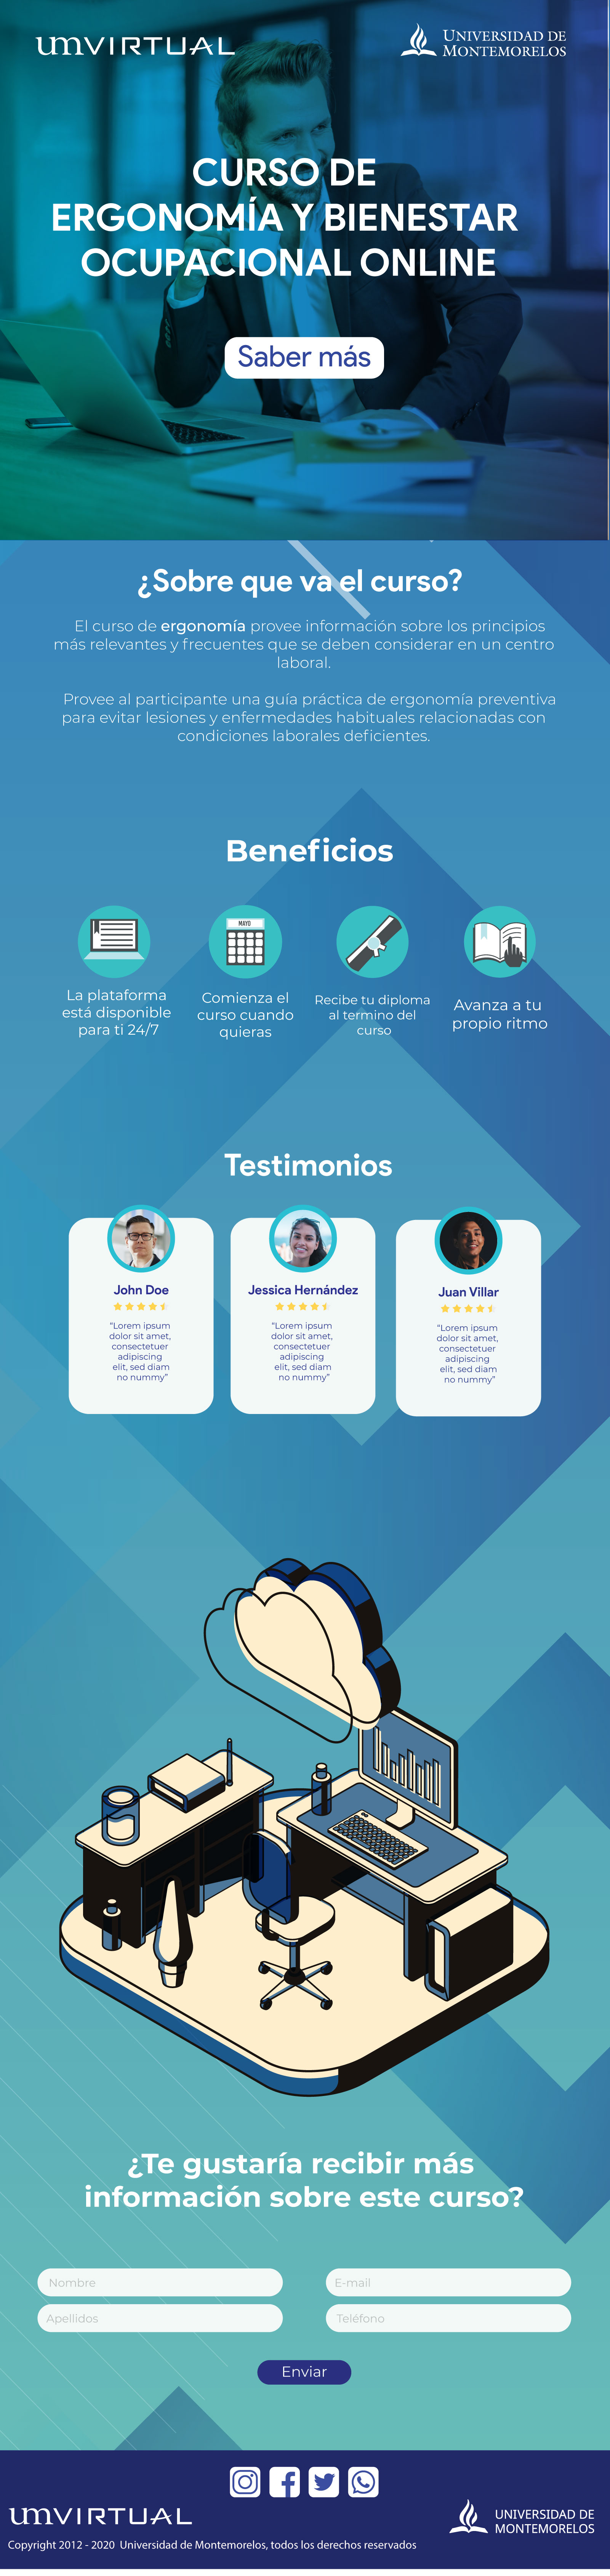 umVIRTUAL
UNIVERSIDAD DE
MONTEMORELOS
CURSO DE
ERGONOMÍA Y BIENESTAR
OCUPACIONAL ONLINE
Saber más
¿Sobre que va el curso?
El curso de ergonomía provee información sobre los principios
más relevantes y frecuentes que se deben considerar en un centro
laboral.
Provee al participante una guía práctica de ergonomía preventiva
para evitar lesiones y enfermedades habituales relacionadas con
condiciones laborales deficientes.
Beneficios
MAYO
La plataforma
está disponible
para ti 24/7
Comienza el
curso cuando
quieras
Recibe tu diploma
al termino del
curso
Avanza a tu
propio ritmo
Testimonios
John Doe
“Lorem ipsum
dolor sit amet,
consectetuer
adipiscing
elit, sed diam
no nummy”
Jessica Hernández
“Lorem ipsum
dolor sit amet,
consectetuer
adipiscing
elit, sed diam
no nummy”
Juan Villar
“Lorem ipsum
dolor sit amet,
consectetuer
adipiscing
elit, sed diam
no nummy”
¿Te gustaría recibir más
información sobre este curso?
Nombre
E-mail
Apellidos
Teléfono
Enviar
umVIRTUAL
UNIVERSIDAD DE
MONTEMORELOS
Copyright 2012 - 2020 Universidad de Montemorelos, todos los derechos reservados